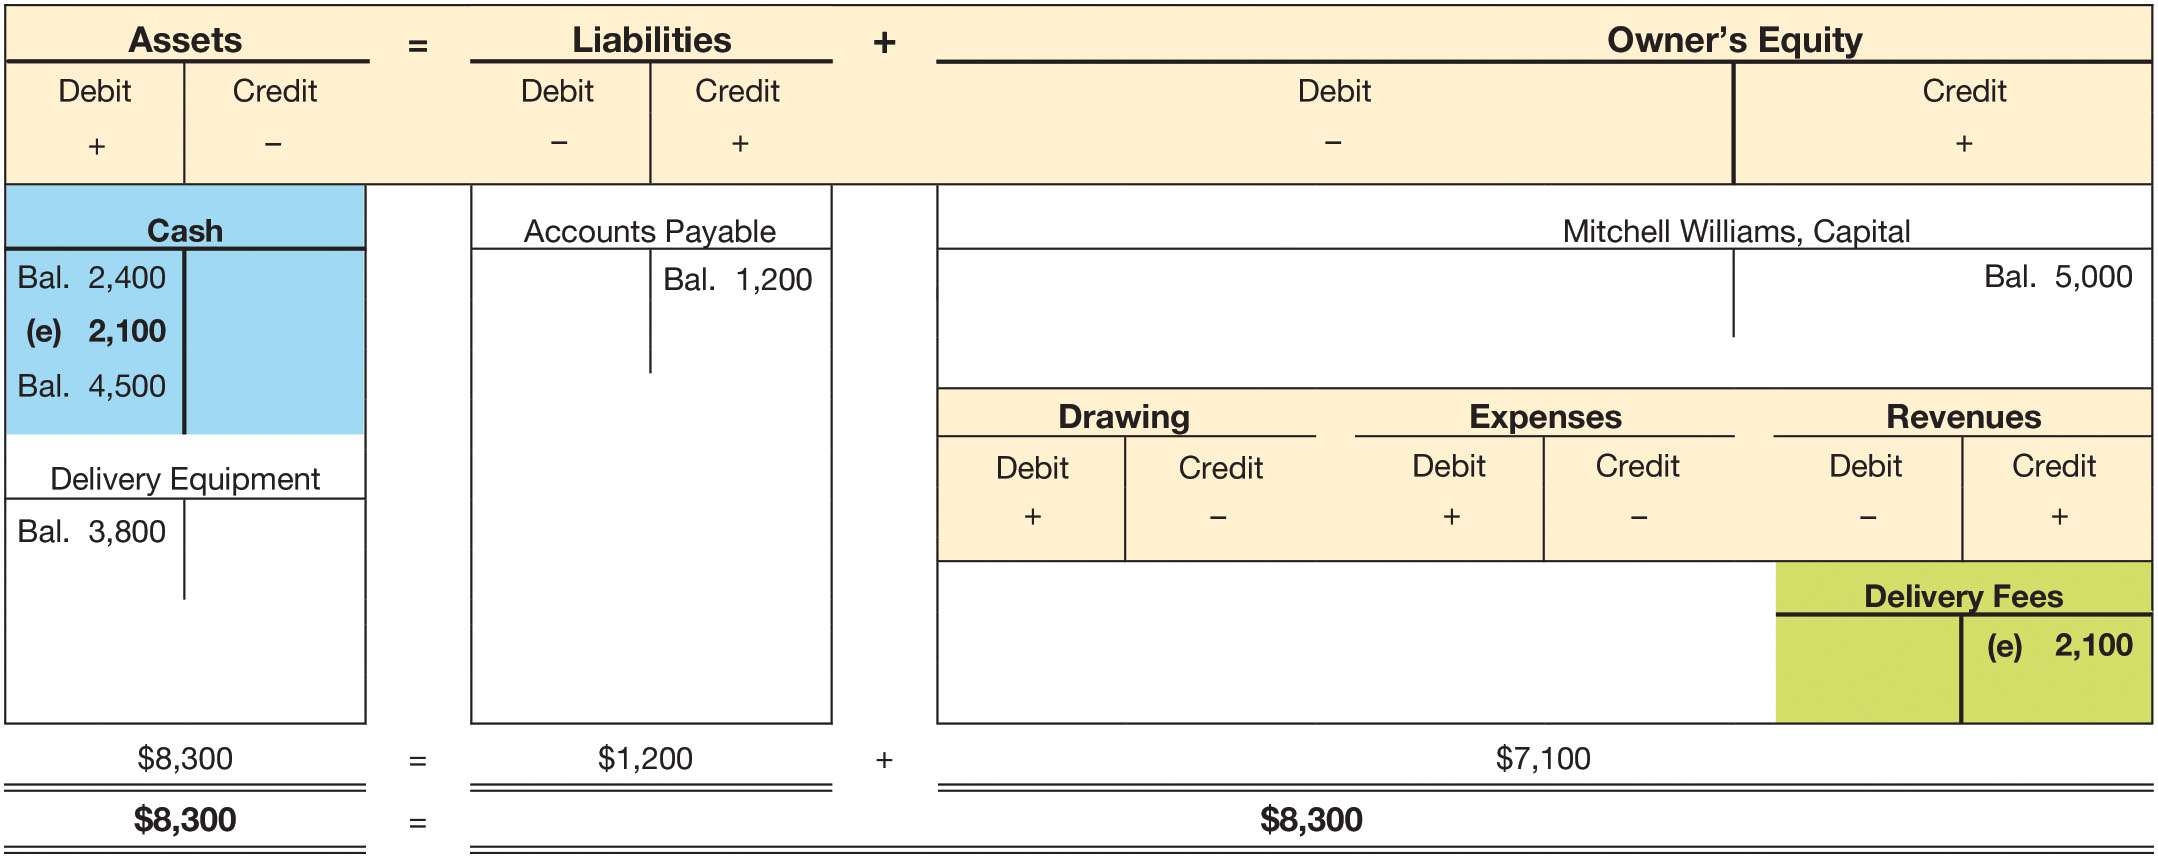 Assets = Liabilities + Owner’s Equity
Debit Credit Debit Credit Debit Credit
+ – – + – +
Cash Accounts Payable Mitchell Williams, Capital
Bal. 2,400 Bal. 1,200 Bal. 5,000
(e) 2,100
Bal. 4,500
Drawing Expenses Revenues
Delivery Equipment Debit Credit Debit Credit Debit Credit
Bal. 3,800 + – + – – +
Delivery Fees
(e) 2,100
$8,300 = $1,200 + $7,100
$8,300 = $8,300